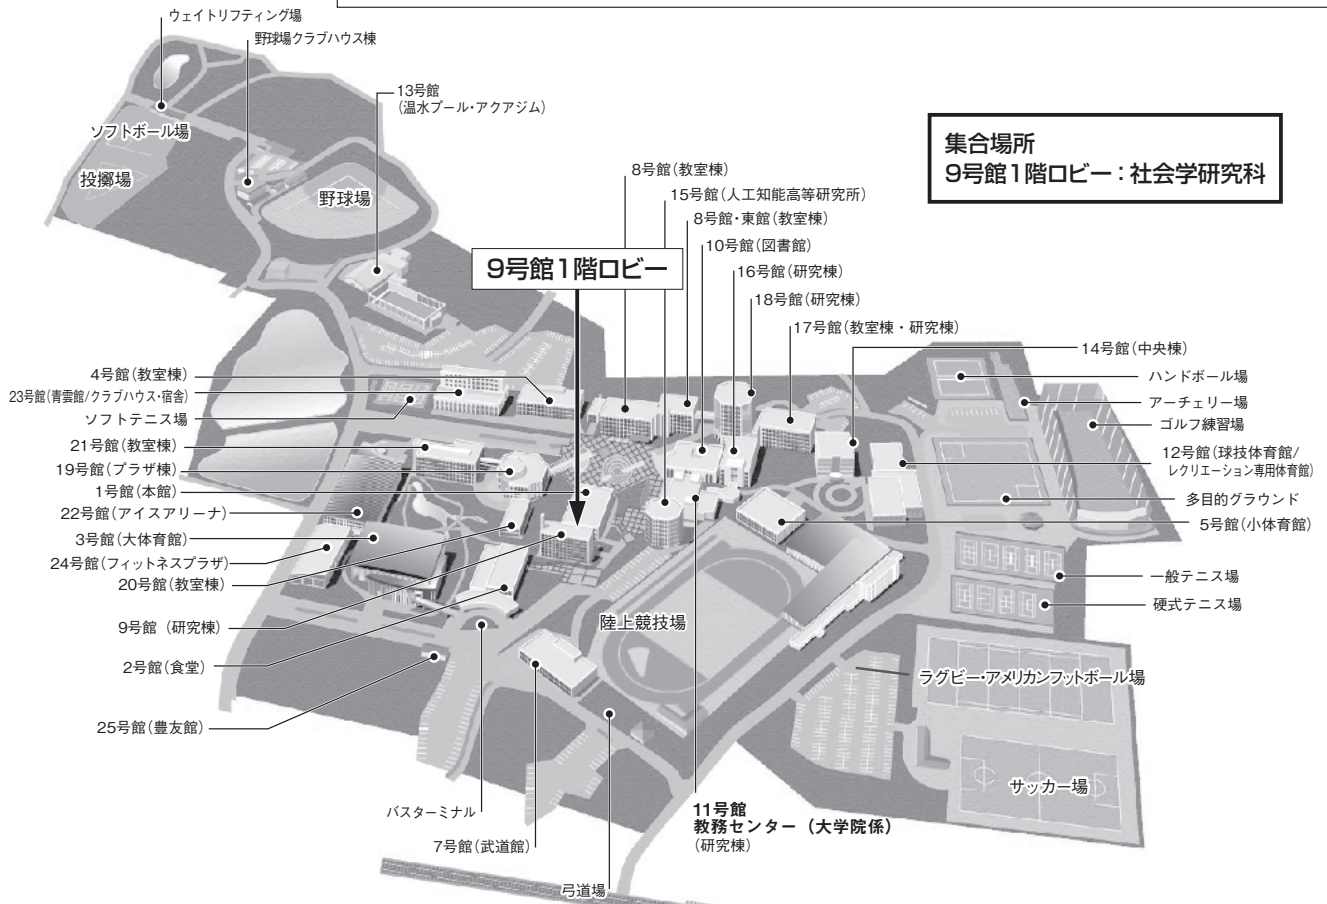 ウェイトリフティング場
野球場クラブハウス棟
13号館
(温水プール・アクアジム)
ソフトボール場
投擲場
野球場
集合場所
9号館1階ロビー：社会学研究科
8号館(教室棟)
15号館(人工知能高等研究所)
8号館・東館(教室棟)
10号館(図書館)
9号館1階ロビー
16号館(研究棟)
18号館(研究棟)
17号館(教室棟・研究棟)
14号館(中央棟)
4号館(教室棟)
23号館(青雲館/クラブハウス・宿舎)
ソフトテニス場
21号館(教室棟)
19号館(プラザ棟)
1号館(本館)
22号館(アイスアリーナ)
3号館(大体育館)
24号館(フィットネスプラザ)
20号館(教室棟)
9号館 (研究棟)
2号館(食堂)
25号館(豊友館)
ハンドボール場
アーチェリー場
ゴルフ練習場
12号館(球技体育館/
レクリエーション専用体育館)
多目的グラウンド
5号館(小体育館)
一般テニス場
硬式テニス場
陸上競技場
ラグビー・アメリカンフットボール場
サッカー場
バスターミナル
7号館(武道館)
弓道場
11号館
教務センター（大学院係）
(研究棟)